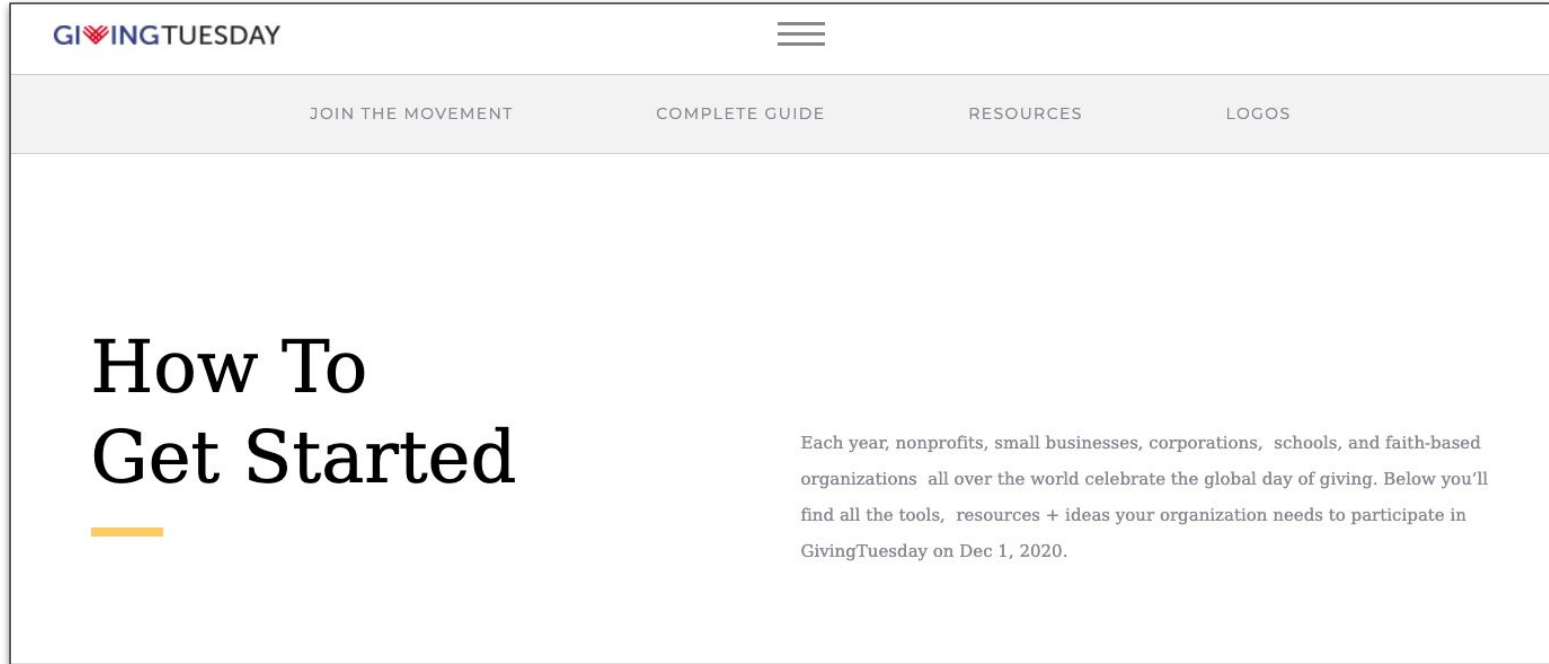 GIVINGTUESDAY
JOIN THE MOVEMENT COMPLETE GUIDE RESOURCES LOGOS
How To
Get Started
Each year, nonprofits, small businesses, corporations,  schools, and faith-based
organizations  all over the world celebrate the global day of giving. Below you’ll
find all the tools,  resources + ideas your organization needs to participate in
GivingTuesday on Dec 1, 2020.